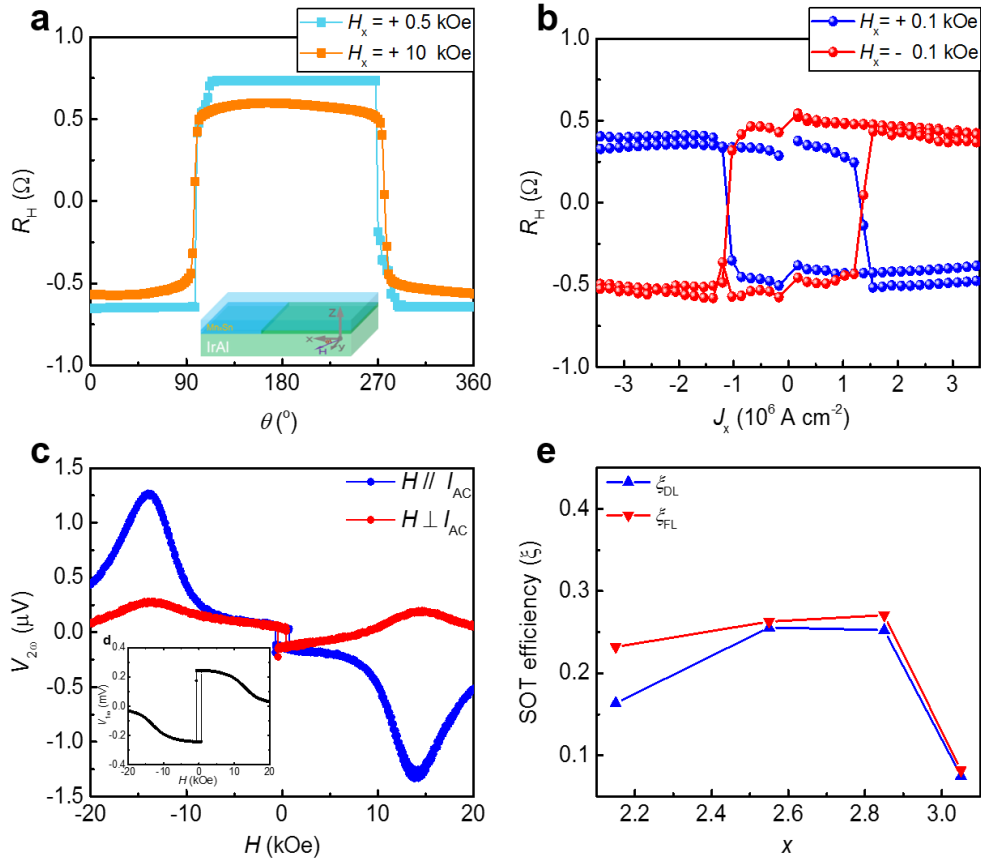 a
Hx = + 0.5 kOe
Hx = + 10 kOe
1.0
0.5
0.0
-0.5
-1.0
RH (Ω)
0 90 180 270 360
θ (°)
Mn₃Sn
IrAl
Z
x
H
y
b
Hx = + 0.1 kOe
Hx = - 0.1 kOe
1.0
0.5
0.0
-0.5
-1.0
RH (Ω)
-3 -2 -1 0 1 2 3
Jx (10⁶ A cm⁻²)
c
H // IAC
H ⊥ IAC
1.5
1.0
0.5
0.0
-0.5
-1.0
-1.5
V2ω (μV)
-20 -10 0 10 20
H (kOe)
d
0.4
0.2
0.0
-0.2
-0.4
V1ω (mV)
-20 -10 0 10 20
H (kOe)
e
ξDL
ξFL
0.4
0.3
0.2
0.1
SOT efficiency (ξ)
2.2 2.4 2.6 2.8 3.0
x